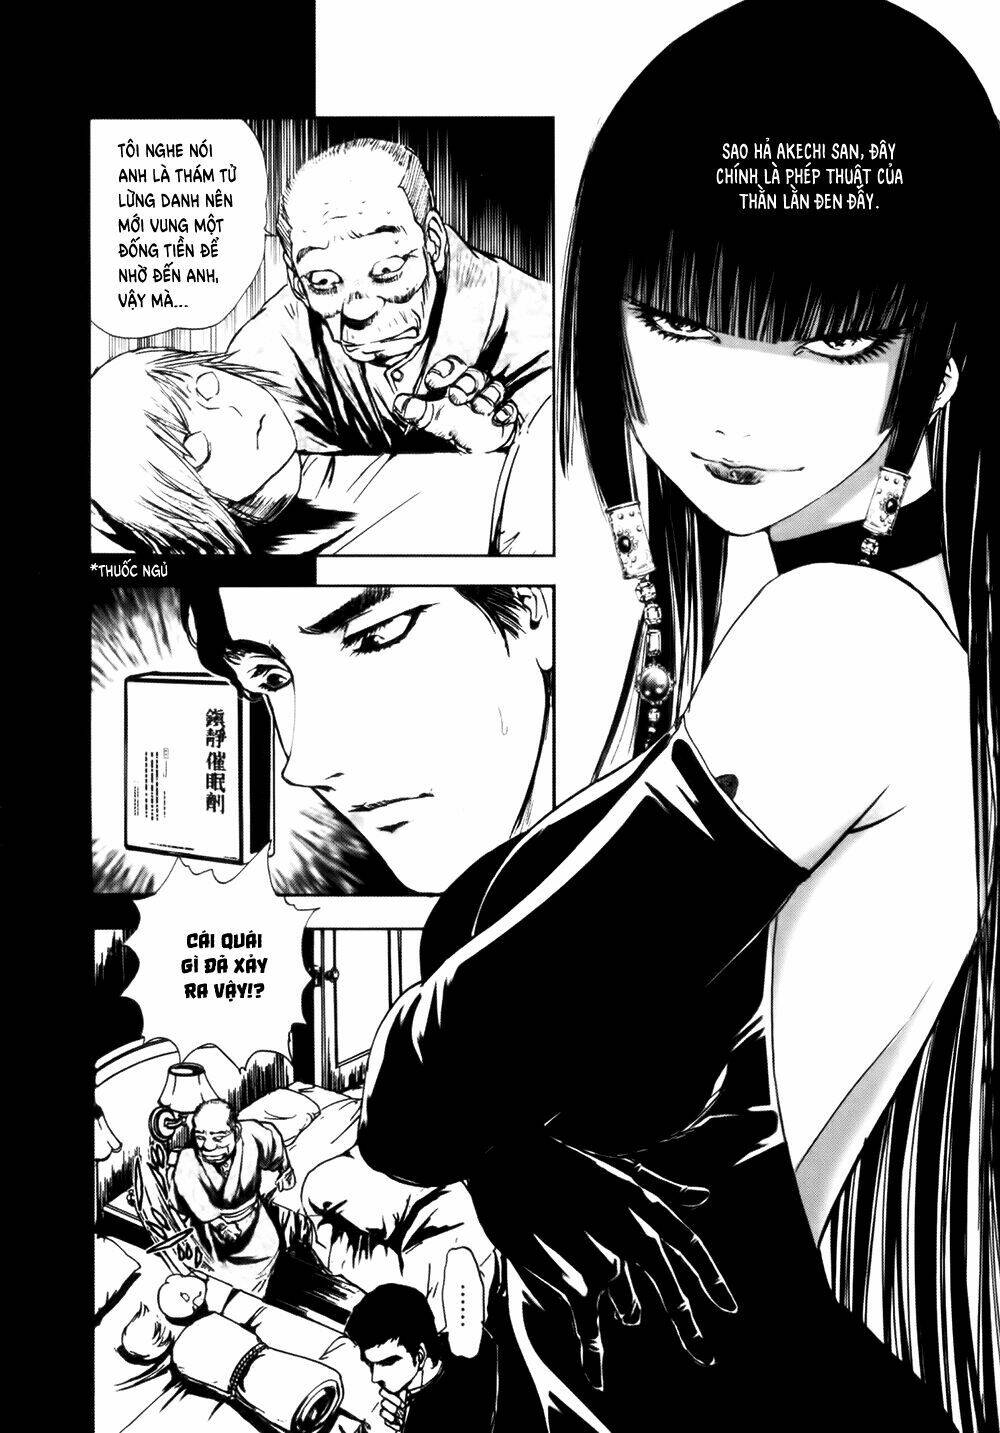 SAO HẢ AKECHI SAN, ĐÂY
CHÍNH LÀ PHÉP THUẬT CỦA
THẰN LẰN ĐEN ĐẤY.
TÔI NGHE NÓI
ANH LÀ THÁM TỬ
LỪNG DANH NÊN
MỚI VUNG MỘT
ĐỐNG TIỀN ĐỂ
NHỜ ĐẾN ANH,
VẬY MÀ...
*THUỐC NGỦ
鎮靜催眠劑
CÁI QUÁI
GÌ ĐÃ XẢY
RA VẬY!?
......